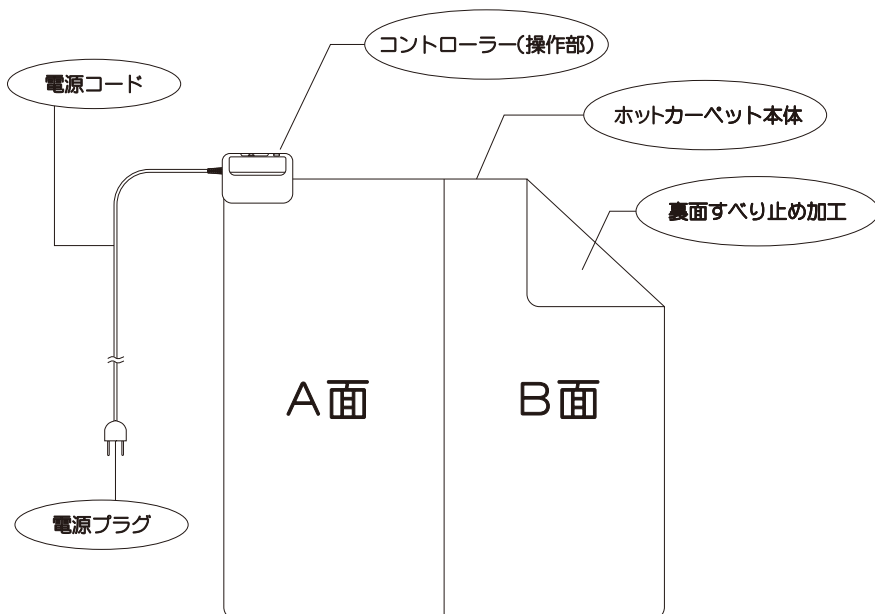 コントローラー(操作部)
電源コード
ホットカーペット本体
裏面すべり止め加工
A面
B面
電源プラグ